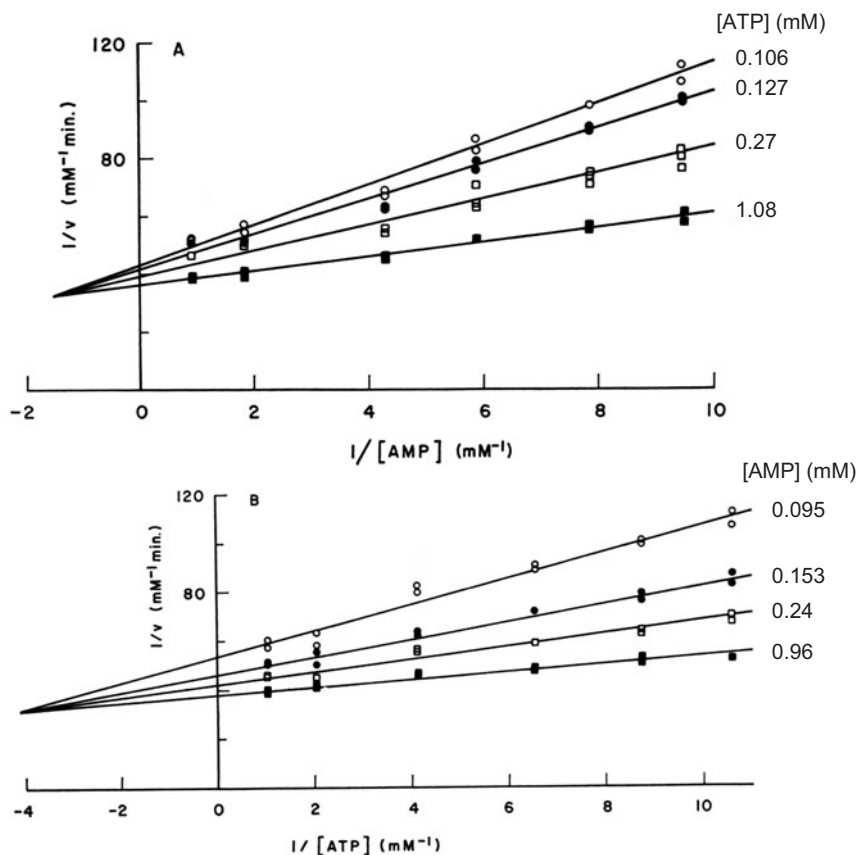 [ATP] (mM)
A
120
80
0.106
0.127
0.27
1.08
1/v (mM⁻¹ min.)
-2 0 2 4 6 8 10
1/[AMP] (mM⁻¹)
[AMP] (mM)
B
120
80
40
0.095
0.153
0.24
0.96
1/v (mM⁻¹ min.)
-4 -2 0 2 4 6 8 10
1/[ATP] (mM⁻¹)